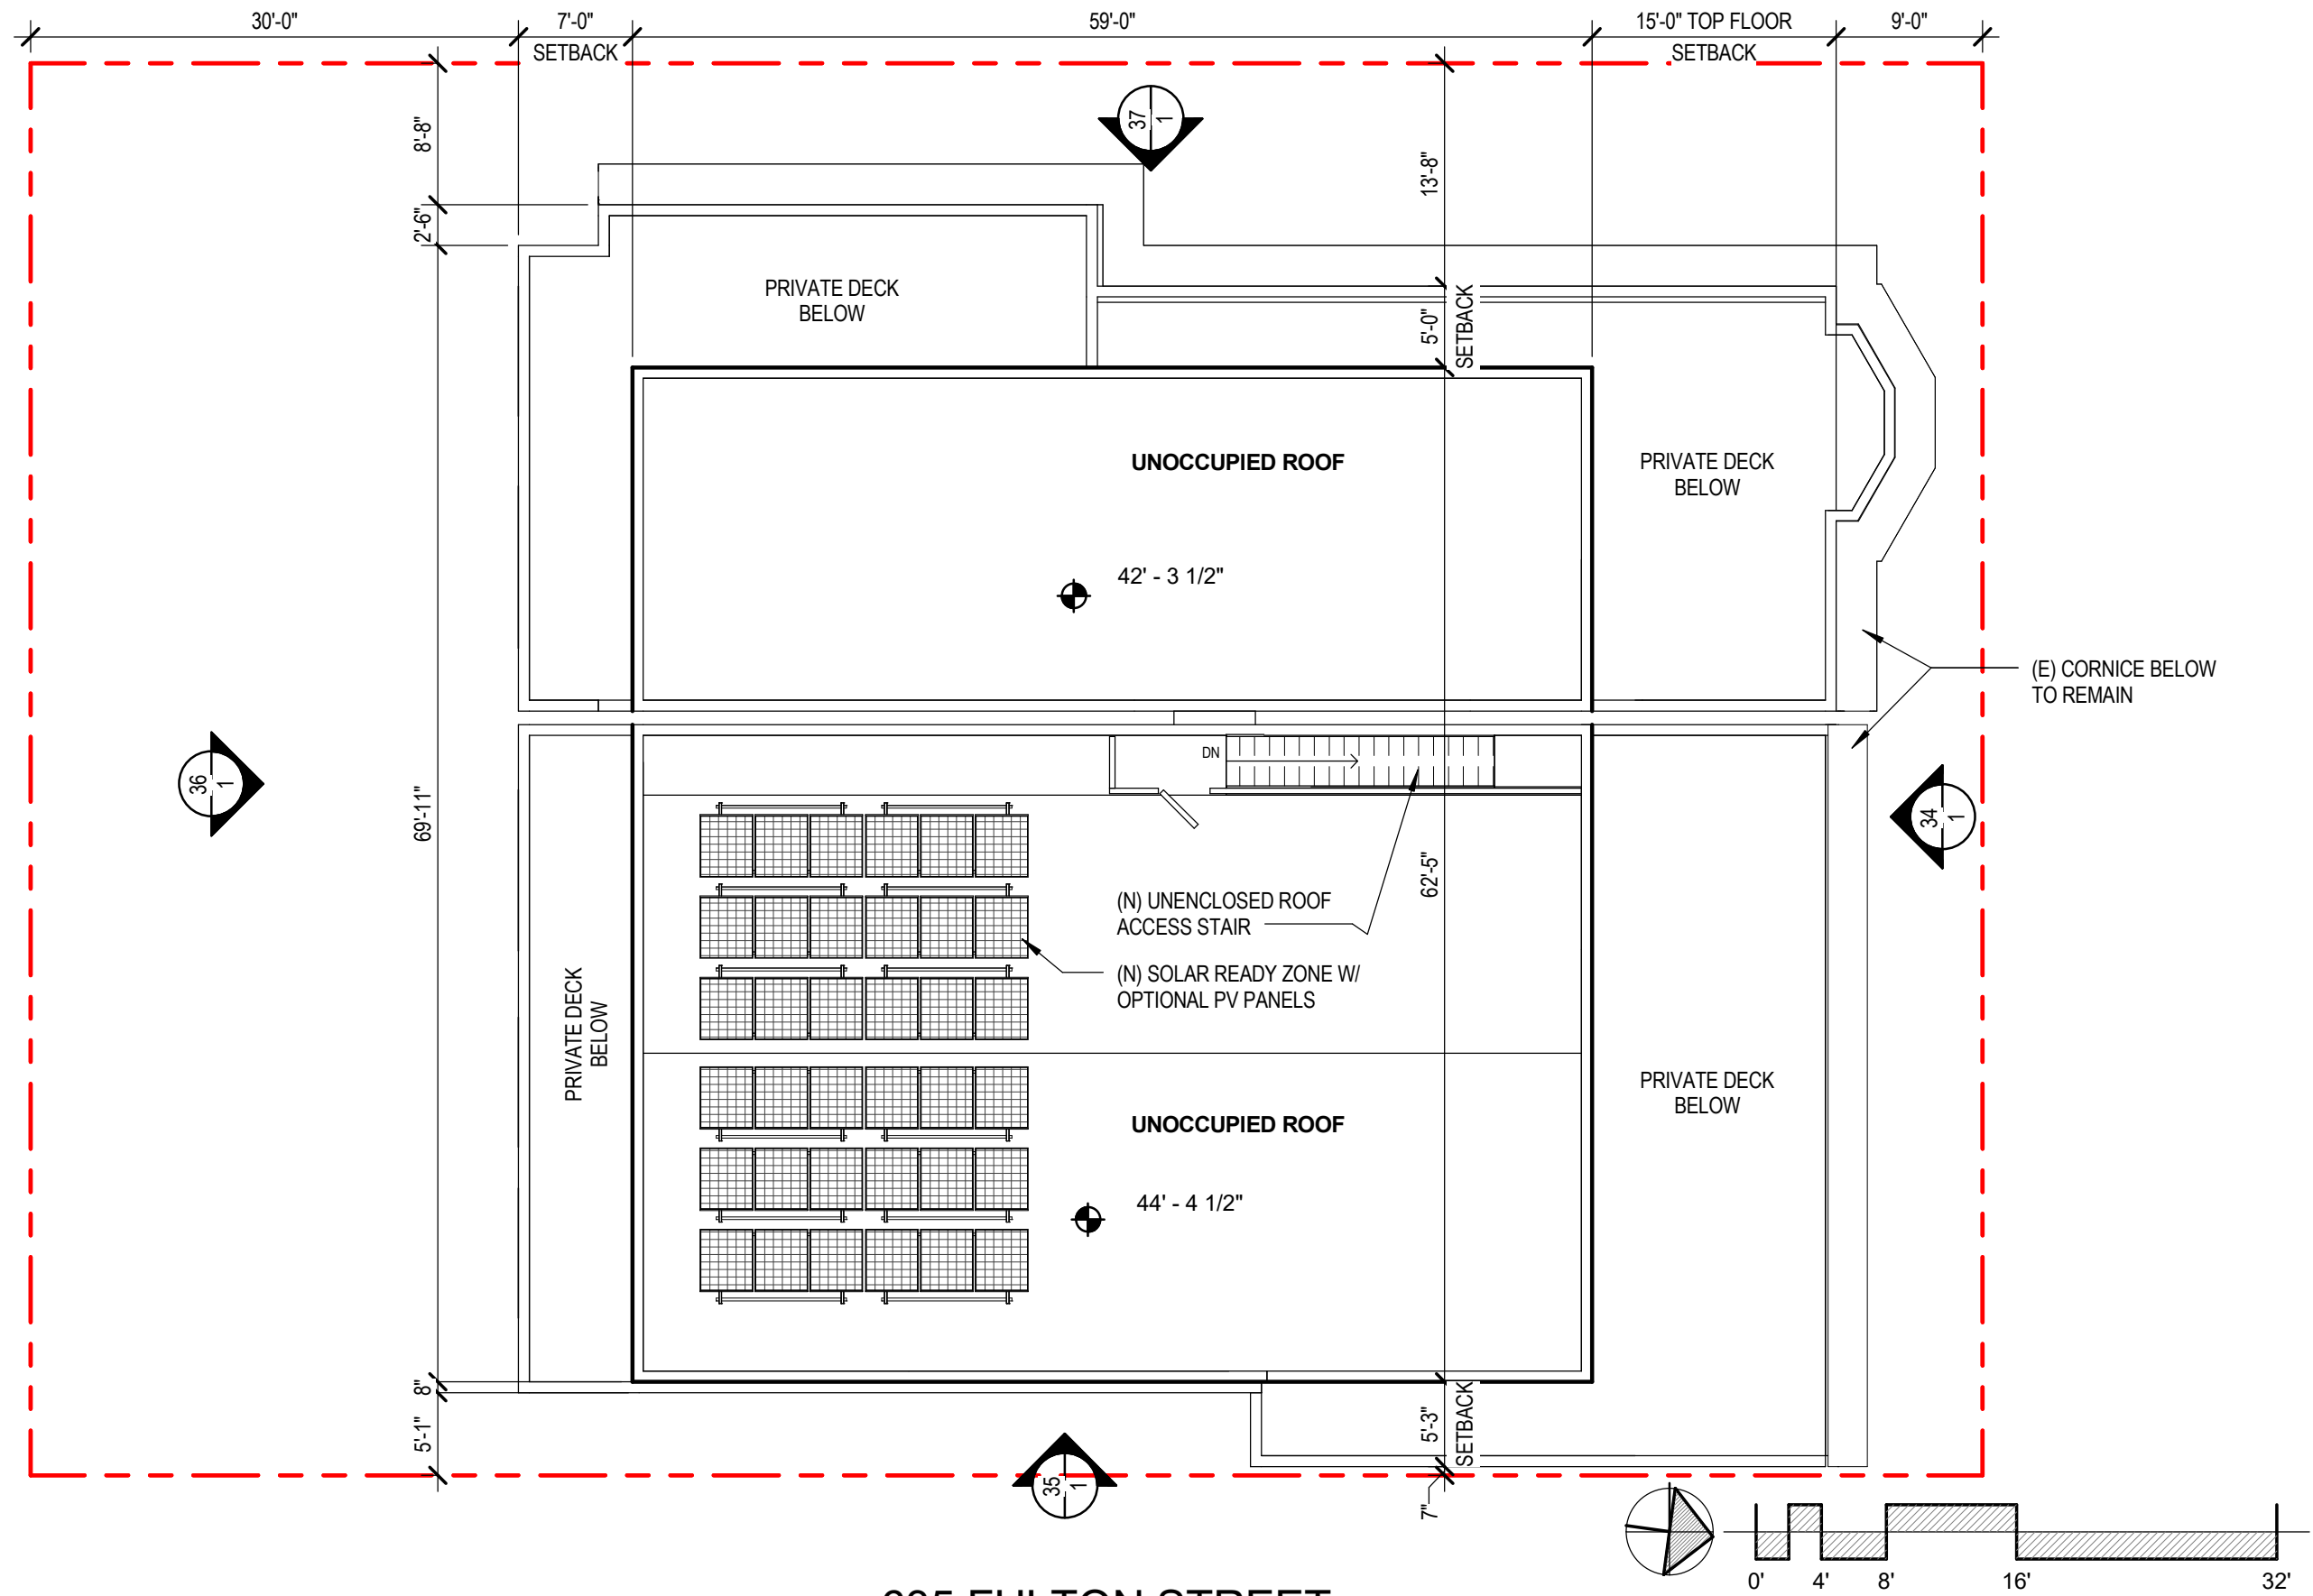 30'-0"
7'-0"
59'-0"
15'-0" TOP FLOOR
9'-0"
SETBACK
SETBACK
8'-8"
37
1
13'-8"
2'-6"
PRIVATE DECK
BELOW
5'-0"
SETBACK
UNOCCUPIED ROOF
PRIVATE DECK
BELOW
42' - 3 1/2"
(E) CORNICE BELOW
TO REMAIN
DN
36
1
69'-11"
34
1
62'-5"
(N) UNENCLOSED ROOF
ACCESS STAIR
(N) SOLAR READY ZONE W/
OPTIONAL PV PANELS
PRIVATE DECK
BELOW
PRIVATE DECK
BELOW
UNOCCUPIED ROOF
44' - 4 1/2"
8"
5'-1"
5'-3"
SETBACK
35
1
7"
0'
4'
8'
16'
32'
FULTON STREET